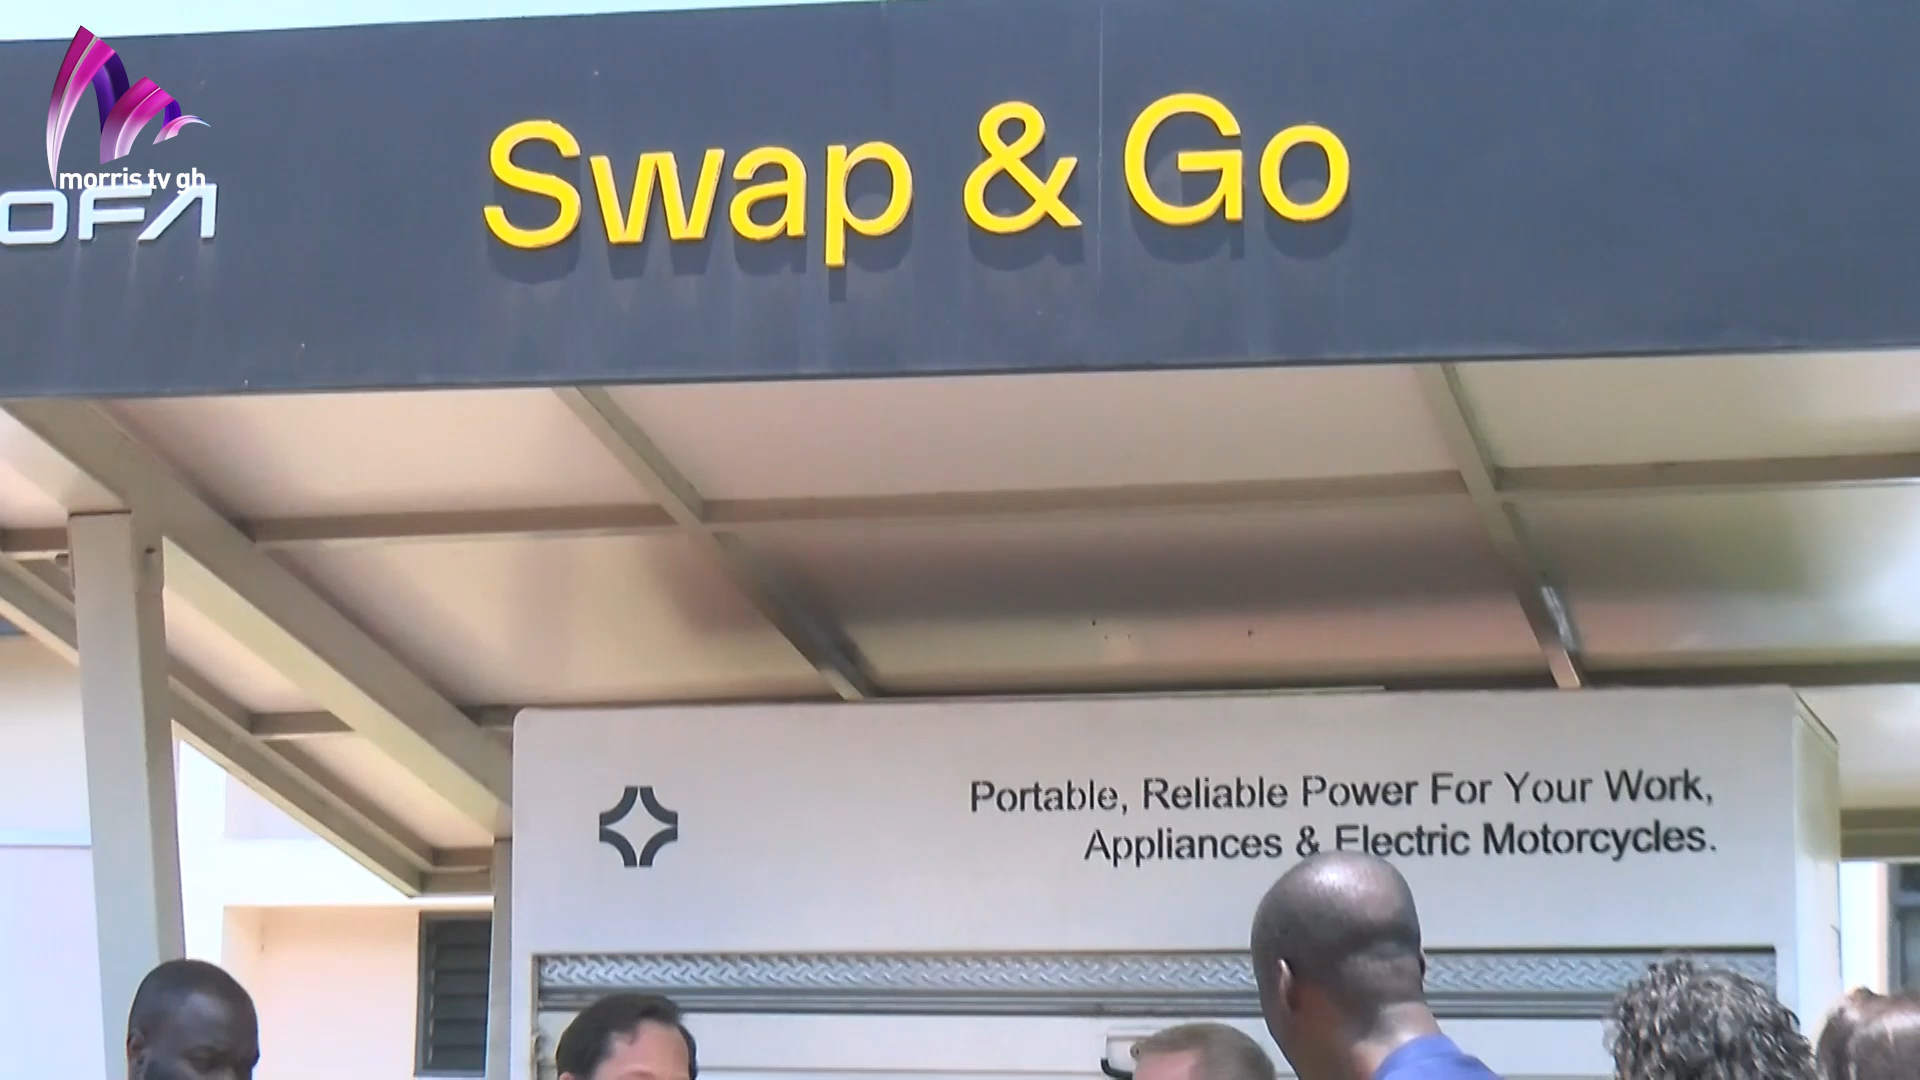 morris tv gh
OFA
Swap & Go
Portable, Reliable Power For Your Work,
Appliances & Electric Motorcycles.